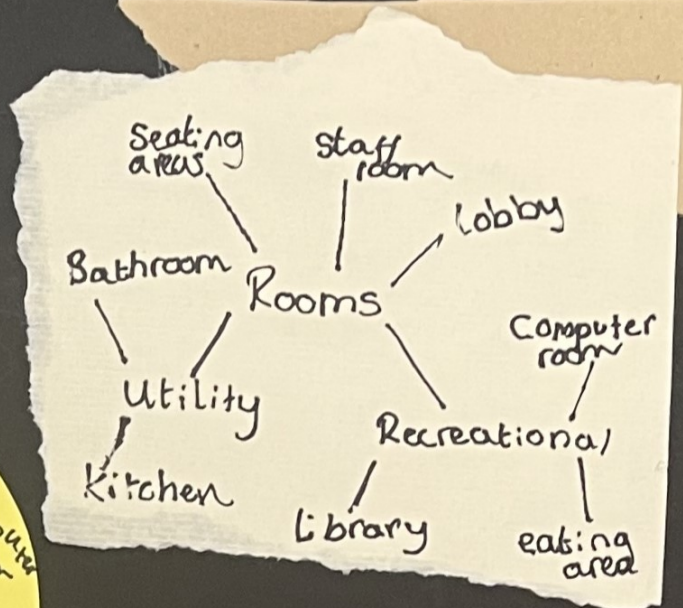 Seating
areas
Staff
room
Lobby
Bathroom
Rooms
Computer
room
Utility
Recreational
Kitchen
Library
eating
area